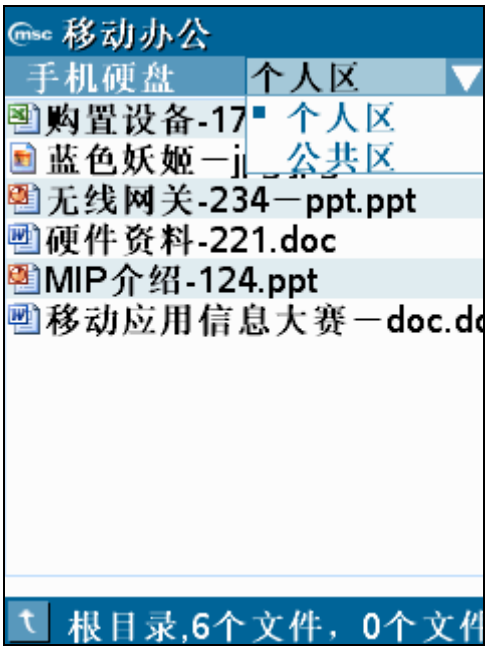 msc 移动办公
手机硬盘 个人区
购置设备-17
个人区
蓝色妖姬－j
公共区
无线网关-234－ppt.ppt
硬件资料-221.doc
MIP介绍-124.ppt
移动应用信息大赛－doc.do
根目录,6个文件，0个文件